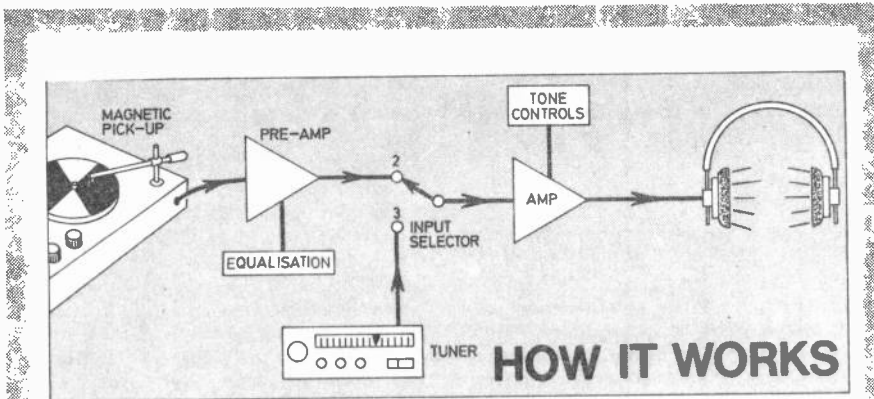 MAGNETIC
PICK-UP
PRE-AMP
EQUALISATION
2
3
INPUT
SELECTOR
TUNER
TONE
CONTROLS
AMP
HOW IT WORKS